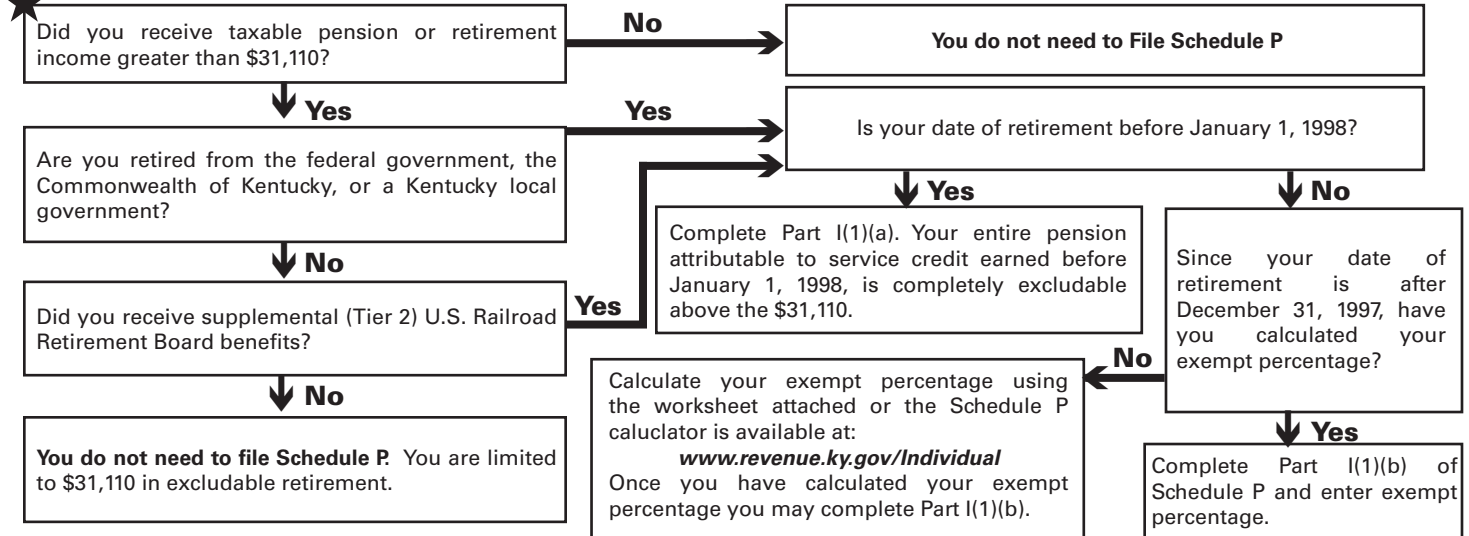 Did you receive taxable pension or retirement
income greater than $31,110?
No
You do not need to File Schedule P
Yes
Are you retired from the federal government, the
Commonwealth of Kentucky, or a Kentucky local
government?
Yes
Is your date of retirement before January 1, 1998?
No
Did you receive supplemental (Tier 2) U.S. Railroad
Retirement Board benefits?
Yes
No
You do not need to file Schedule P. You are limited
to $31,110 in excludable retirement.
Yes
Complete Part I(1)(a). Your entire pension
attributable to service credit earned before
January 1, 1998, is completely excludable
above the $31,110.
No
Since your date of
retirement is after
December 31, 1997, have
you calculated your
exempt percentage?
No
Calculate your exempt percentage using
the worksheet attached or the Schedule P
caluclator is available at:
www.revenue.ky.gov/Individual
Once you have calculated your exempt
percentage you may complete Part I(1)(b).
Yes
Complete Part I(1)(b) of
Schedule P and enter exempt
percentage.